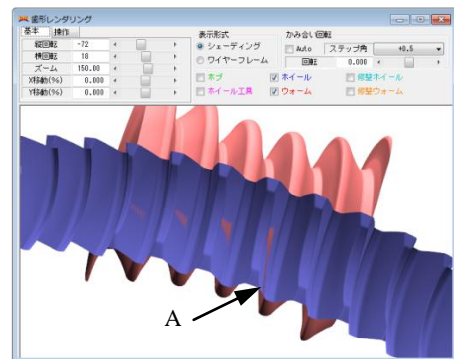 歯形レンダリング
基本 操作
縦回転 -72
横回転 18
ズーム 150.00
X移動(%) 0.000
Y移動(%) 0.000
表示形式
シェーディング
ワイヤーフレーム
かみ合い回転
Auto ステップ角 +0.5
回転 0.000
ホブ ホイール 修整ホイール
ホイール工具 ウォーム 修整ウォーム
A